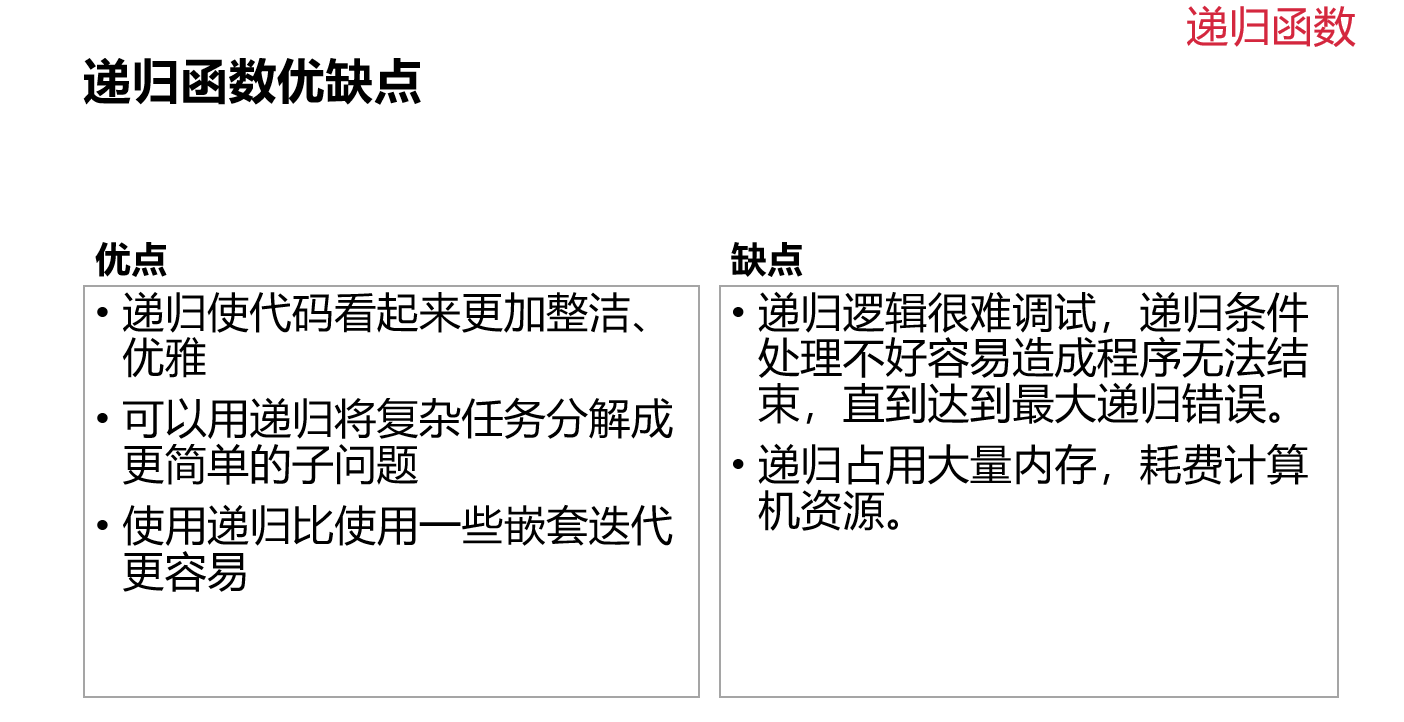 递归函数
递归函数优缺点
优点
• 递归使代码看起来更加整洁、
优雅
• 可以用递归将复杂任务分解成
更简单的子问题
• 使用递归比使用一些嵌套迭代
更容易
缺点
• 递归逻辑很难调试，递归条件
处理不好容易造成程序无法结
束，直到达到最大递归错误。
• 递归占用大量内存，耗费计算
机资源。